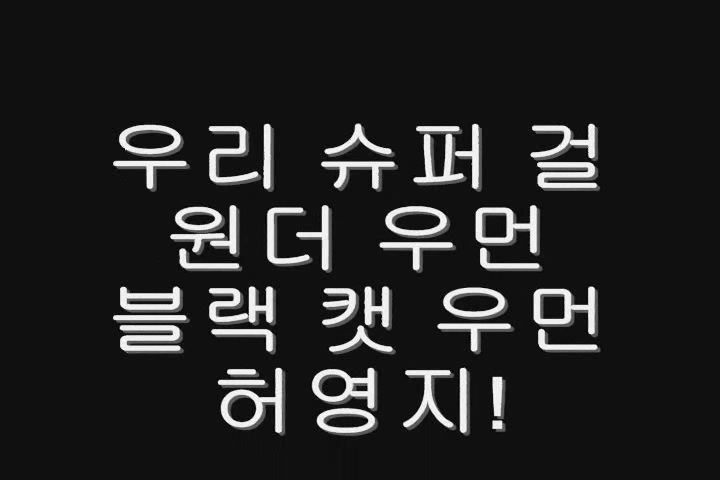 우리 슈퍼 걸
원더 우먼
블랙 캣 우먼
허영지!